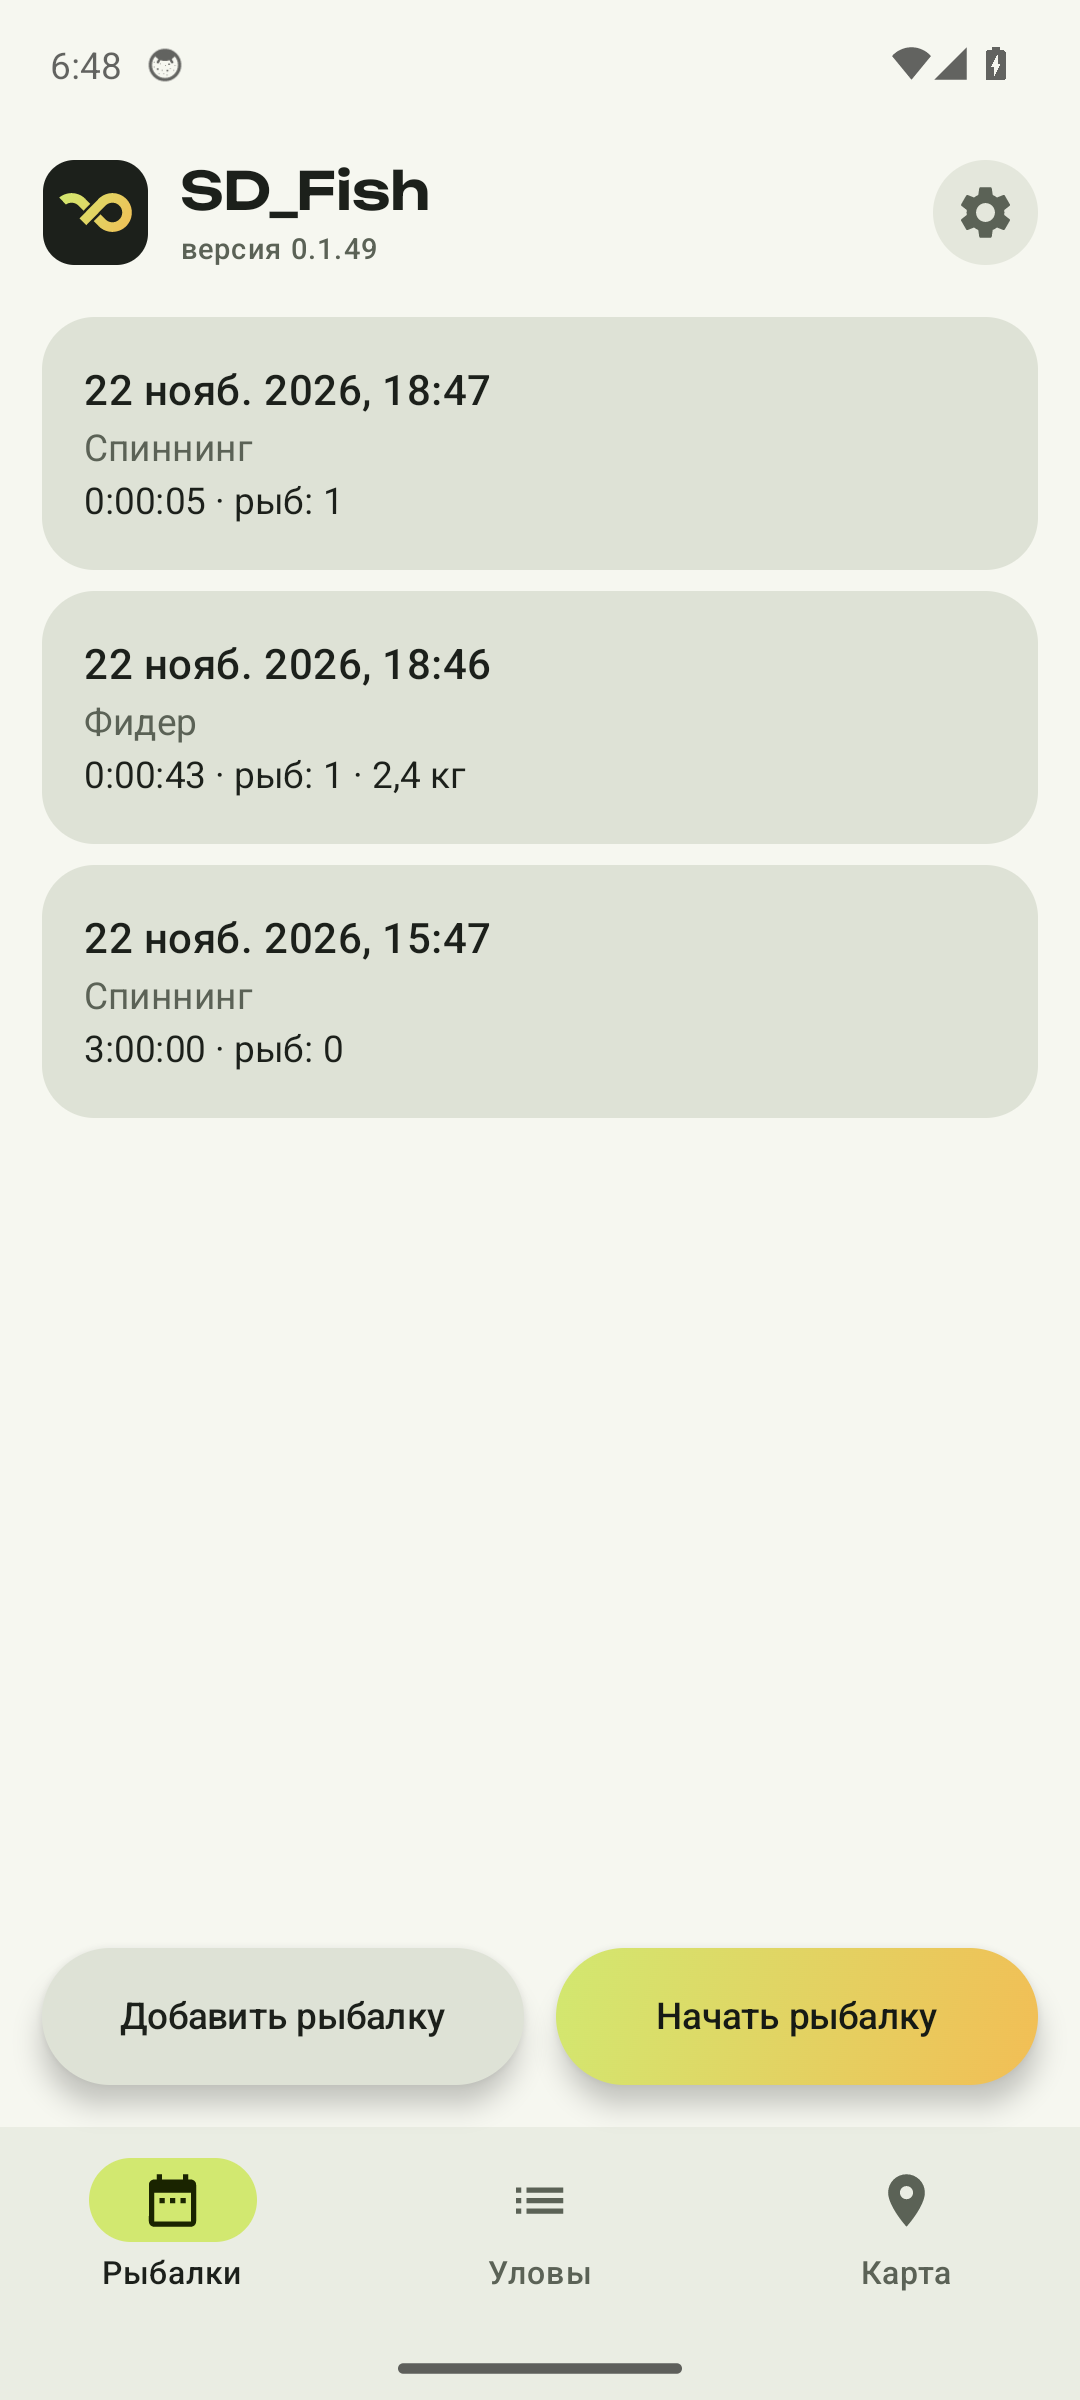 6:48
SD_Fish
версия 0.1.49
22 нояб. 2026, 18:47
Спиннинг
0:00:05 · рыб: 1
22 нояб. 2026, 18:46
Фидер
0:00:43 · рыб: 1 · 2,4 кг
22 нояб. 2026, 15:47
Спиннинг
3:00:00 · рыб: 0
Добавить рыбалку
Начать рыбалку
Рыбалки
Уловы
Карта